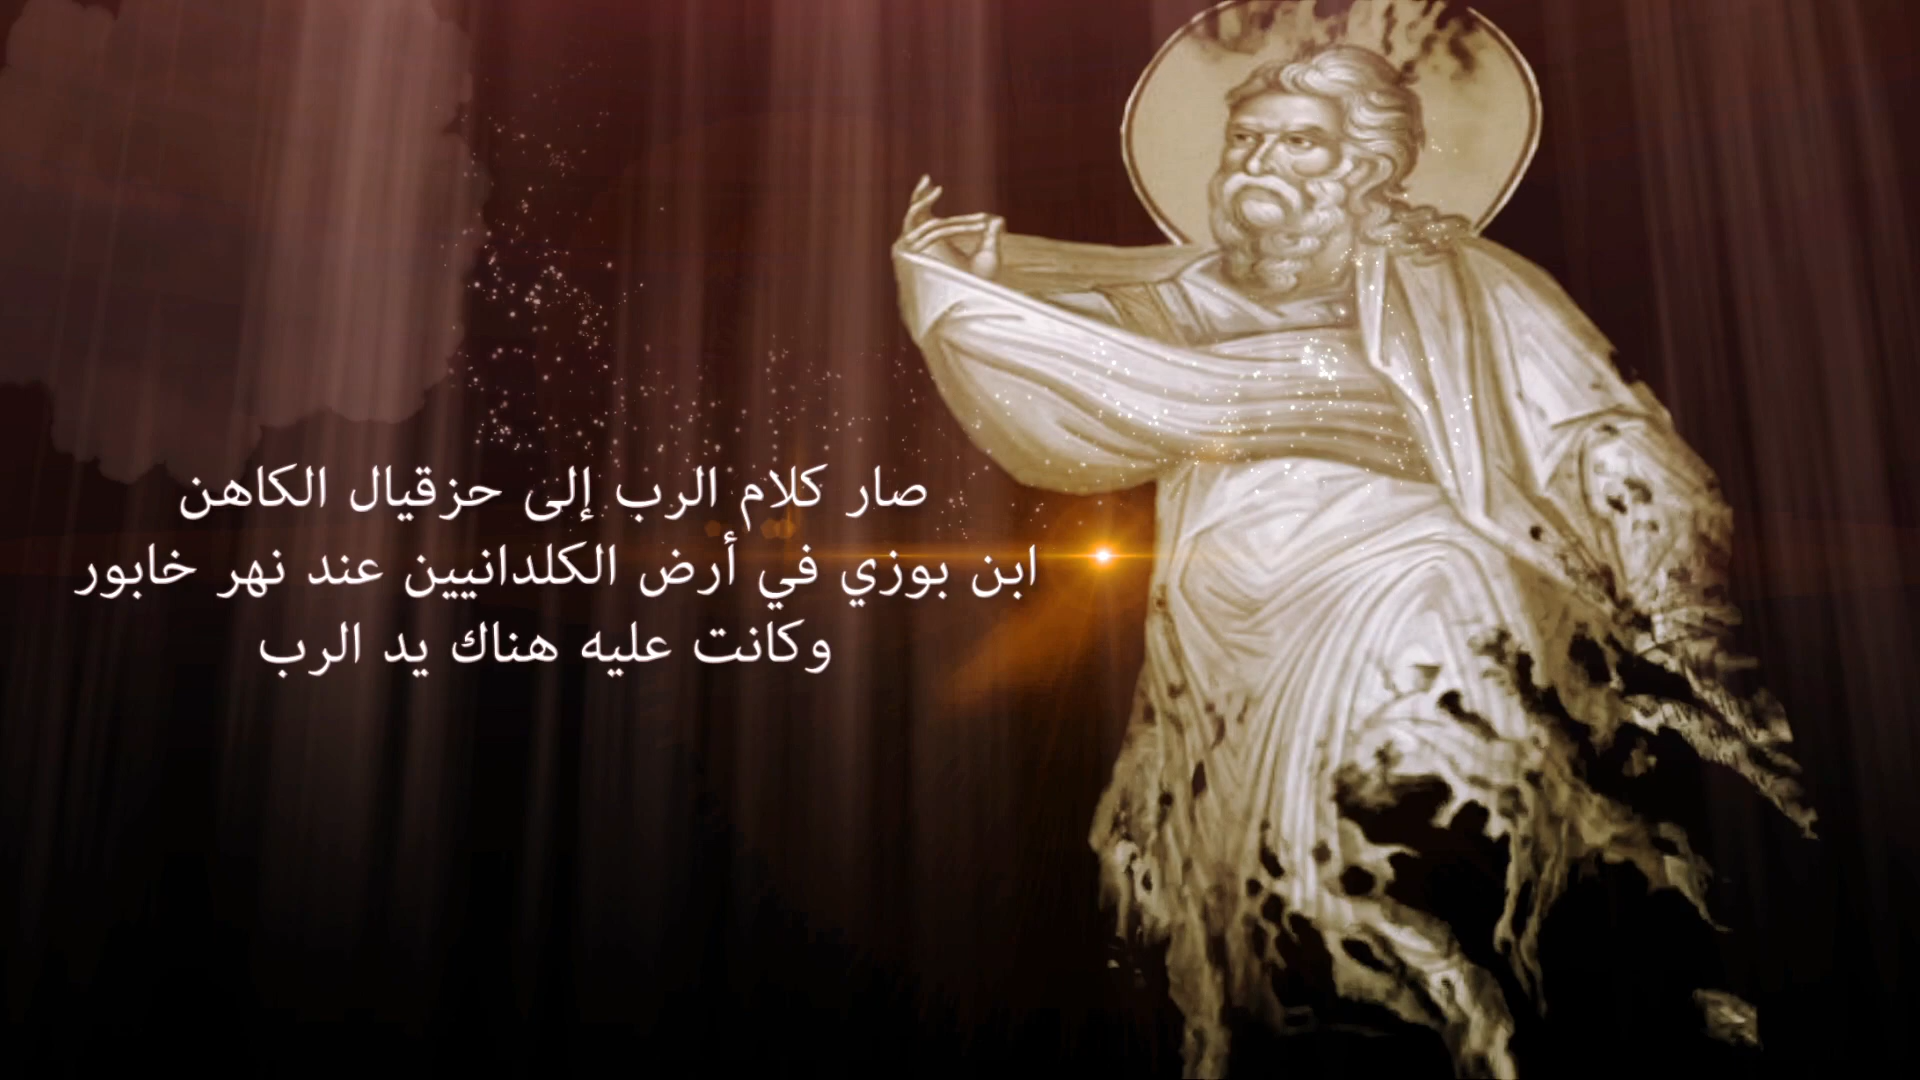 صار كلام الرب إلى حزقيال الكاهن
ابن بوزي في أرض الكلدانيين عند نهر خابور
وكانت عليه هناك يد الرب